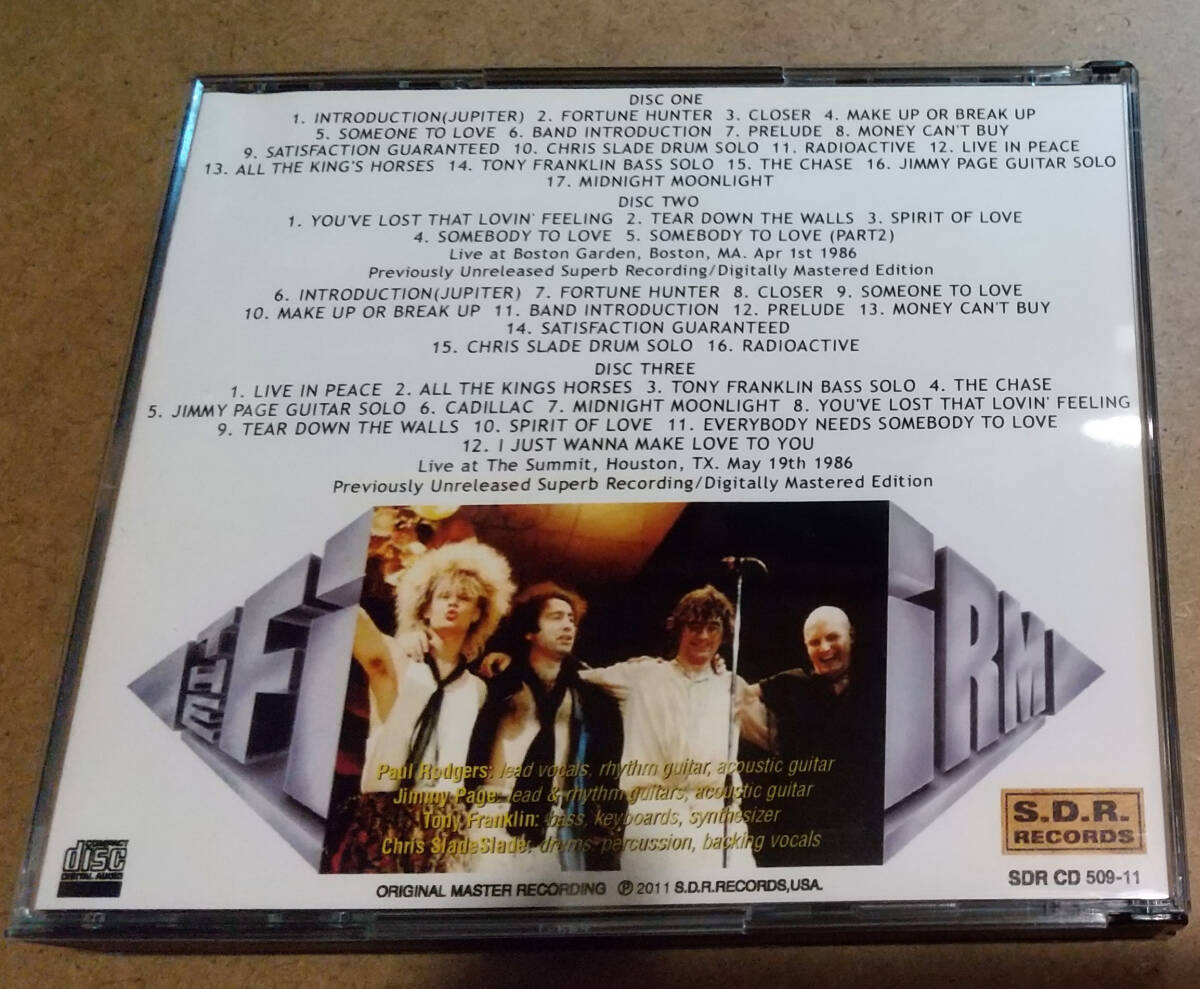 DISC ONE
1. INTRODUCTION(JUPITER) 2. FORTUNE HUNTER 3. CLOSER 4. MAKE UP OR BREAK UP
5. SOMEONE TO LOVE 6. BAND INTRODUCTION 7. PRELUDE 8. MONEY CAN'T BUY
9. SATISFACTION GUARANTEED 10. CHRIS SLADE DRUM SOLO 11. RADIOACTIVE 12. LIVE IN PEACE
13. ALL THE KING'S HORSES 14. TONY FRANKLIN BASS SOLO 15. THE CHASE 16. JIMMY PAGE GUITAR SOLO
17. MIDNIGHT MOONLIGHT
DISC TWO
1. YOU'VE LOST THAT LOVIN' FEELING 2. TEAR DOWN THE WALLS 3. SPIRIT OF LOVE
4. SOMEBODY TO LOVE 5. SOMEBODY TO LOVE (PART2)
Live at Boston Garden, Boston, MA. Apr 1st 1986
Previously Unreleased Superb Recording/Digitally Mastered Edition
6. INTRODUCTION(JUPITER) 7. FORTUNE HUNTER 8. CLOSER 9. SOMEONE TO LOVE
10. MAKE UP OR BREAK UP 11. BAND INTRODUCTION 12. PRELUDE 13. MONEY CAN'T BUY
14. SATISFACTION GUARANTEED
15. CHRIS SLADE DRUM SOLO 16. RADIOACTIVE
DISC THREE
1. LIVE IN PEACE 2. ALL THE KINGS HORSES 3. TONY FRANKLIN BASS SOLO 4. THE CHASE
5. JIMMY PAGE GUITAR SOLO 6. CADILLAC 7. MIDNIGHT MOONLIGHT 8. YOU'VE LOST THAT LOVIN' FEELING
9. TEAR DOWN THE WALLS 10. SPIRIT OF LOVE 11. EVERYBODY NEEDS SOMEBODY TO LOVE
12. I JUST WANNA MAKE LOVE TO YOU
Live at The Summit, Houston, TX. May 19th 1986
Previously Unreleased Superb Recording/Digitally Mastered Edition
THE FI
iRM
Paul Rodgers: lead vocals, rhythm guitar, acoustic guitar
Jimmy Page: lead & rhythm guitars, acoustic guitar
Tony Franklin: bass, keyboards, synthesizer
Chris SladeSlade: drums, percussion, backing vocals
S.D.R.
RECORDS
COMPACT
disc
DIGITAL AUDIO
SDR CD 509-11
ORIGINAL MASTER RECORDING ℗ 2011 S.D.R.RECORDS,USA.